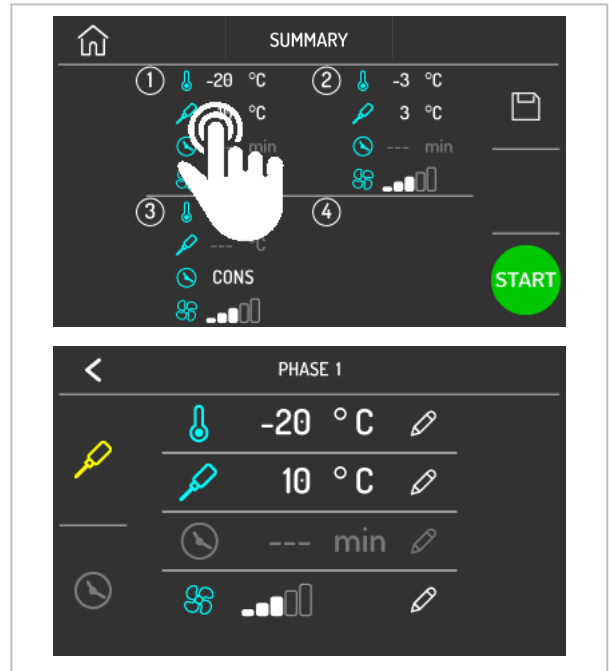 SUMMARY
1 -20 °C 2 -3 °C
°C 3 °C
min --- min
3 4
--- °C
CONS
START
PHASE 1
-20 °C
10 °C
--- min